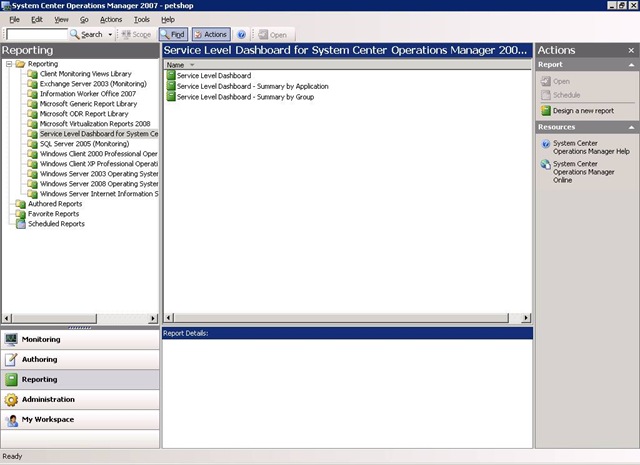 System Center Operations Manager 2007 - petshop
File Edit View Go Actions Tools Help
Search Scope Find Actions Open
Reporting
Reporting
Client Monitoring Views Library
Exchange Server 2003 (Monitoring)
Information Worker Office 2007
Microsoft Generic Report Library
Microsoft ODR Report Library
Microsoft Virtualization Reports 2008
Service Level Dashboard for System Ce
SQL Server 2005 (Monitoring)
Windows Client 2000 Professional Oper
Windows Client XP Professional Operati
Windows Server 2003 Operating System
Windows Server 2008 Operating System
Windows Server Internet Information S
Authored Reports
Favorite Reports
Scheduled Reports
Monitoring
Authoring
Reporting
Administration
My Workspace
Service Level Dashboard for System Center Operations Manager 200...
Name
Service Level Dashboard
Service Level Dashboard - Summary by Application
Service Level Dashboard - Summary by Group
Report Details:
Actions
Report
Open
Schedule
Design a new report
Resources
System Center
Operations Manager Help
System Center
Operations Manager
Online
Ready